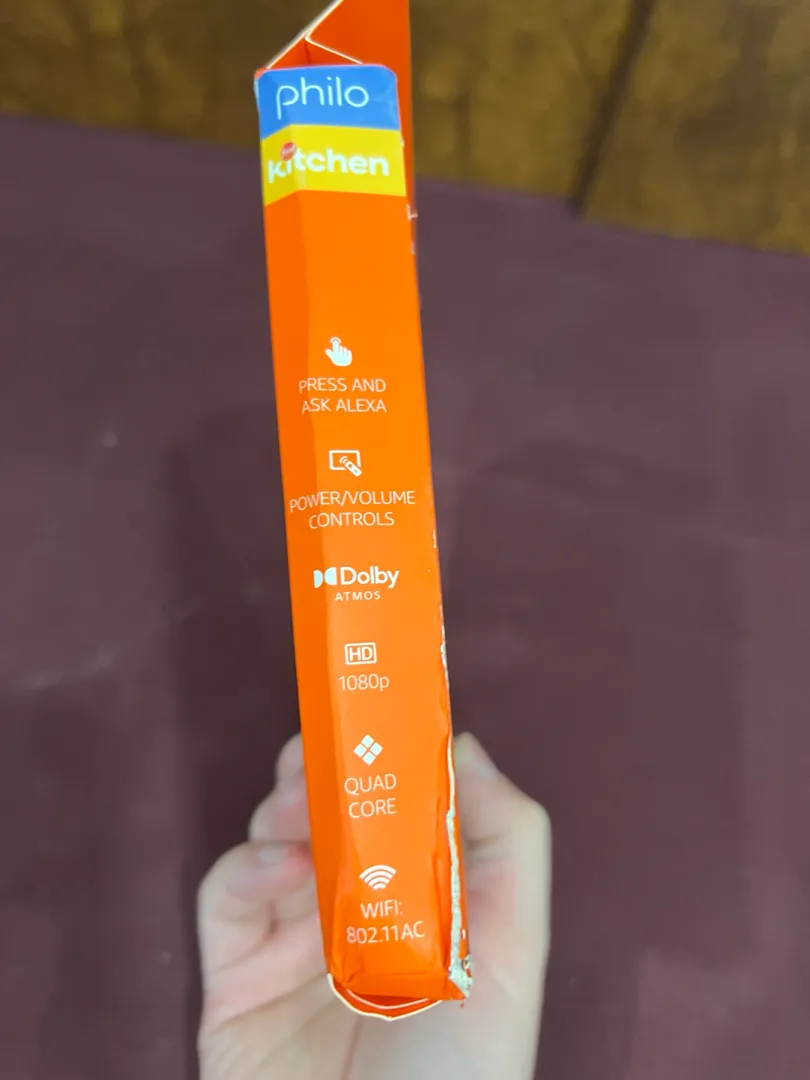 philo
kitchen
PRESS AND
ASK ALEXA
POWER/VOLUME
CONTROLS
Dolby
ATMOS
HD
1080p
QUAD
CORE
WIFI:
802.11AC